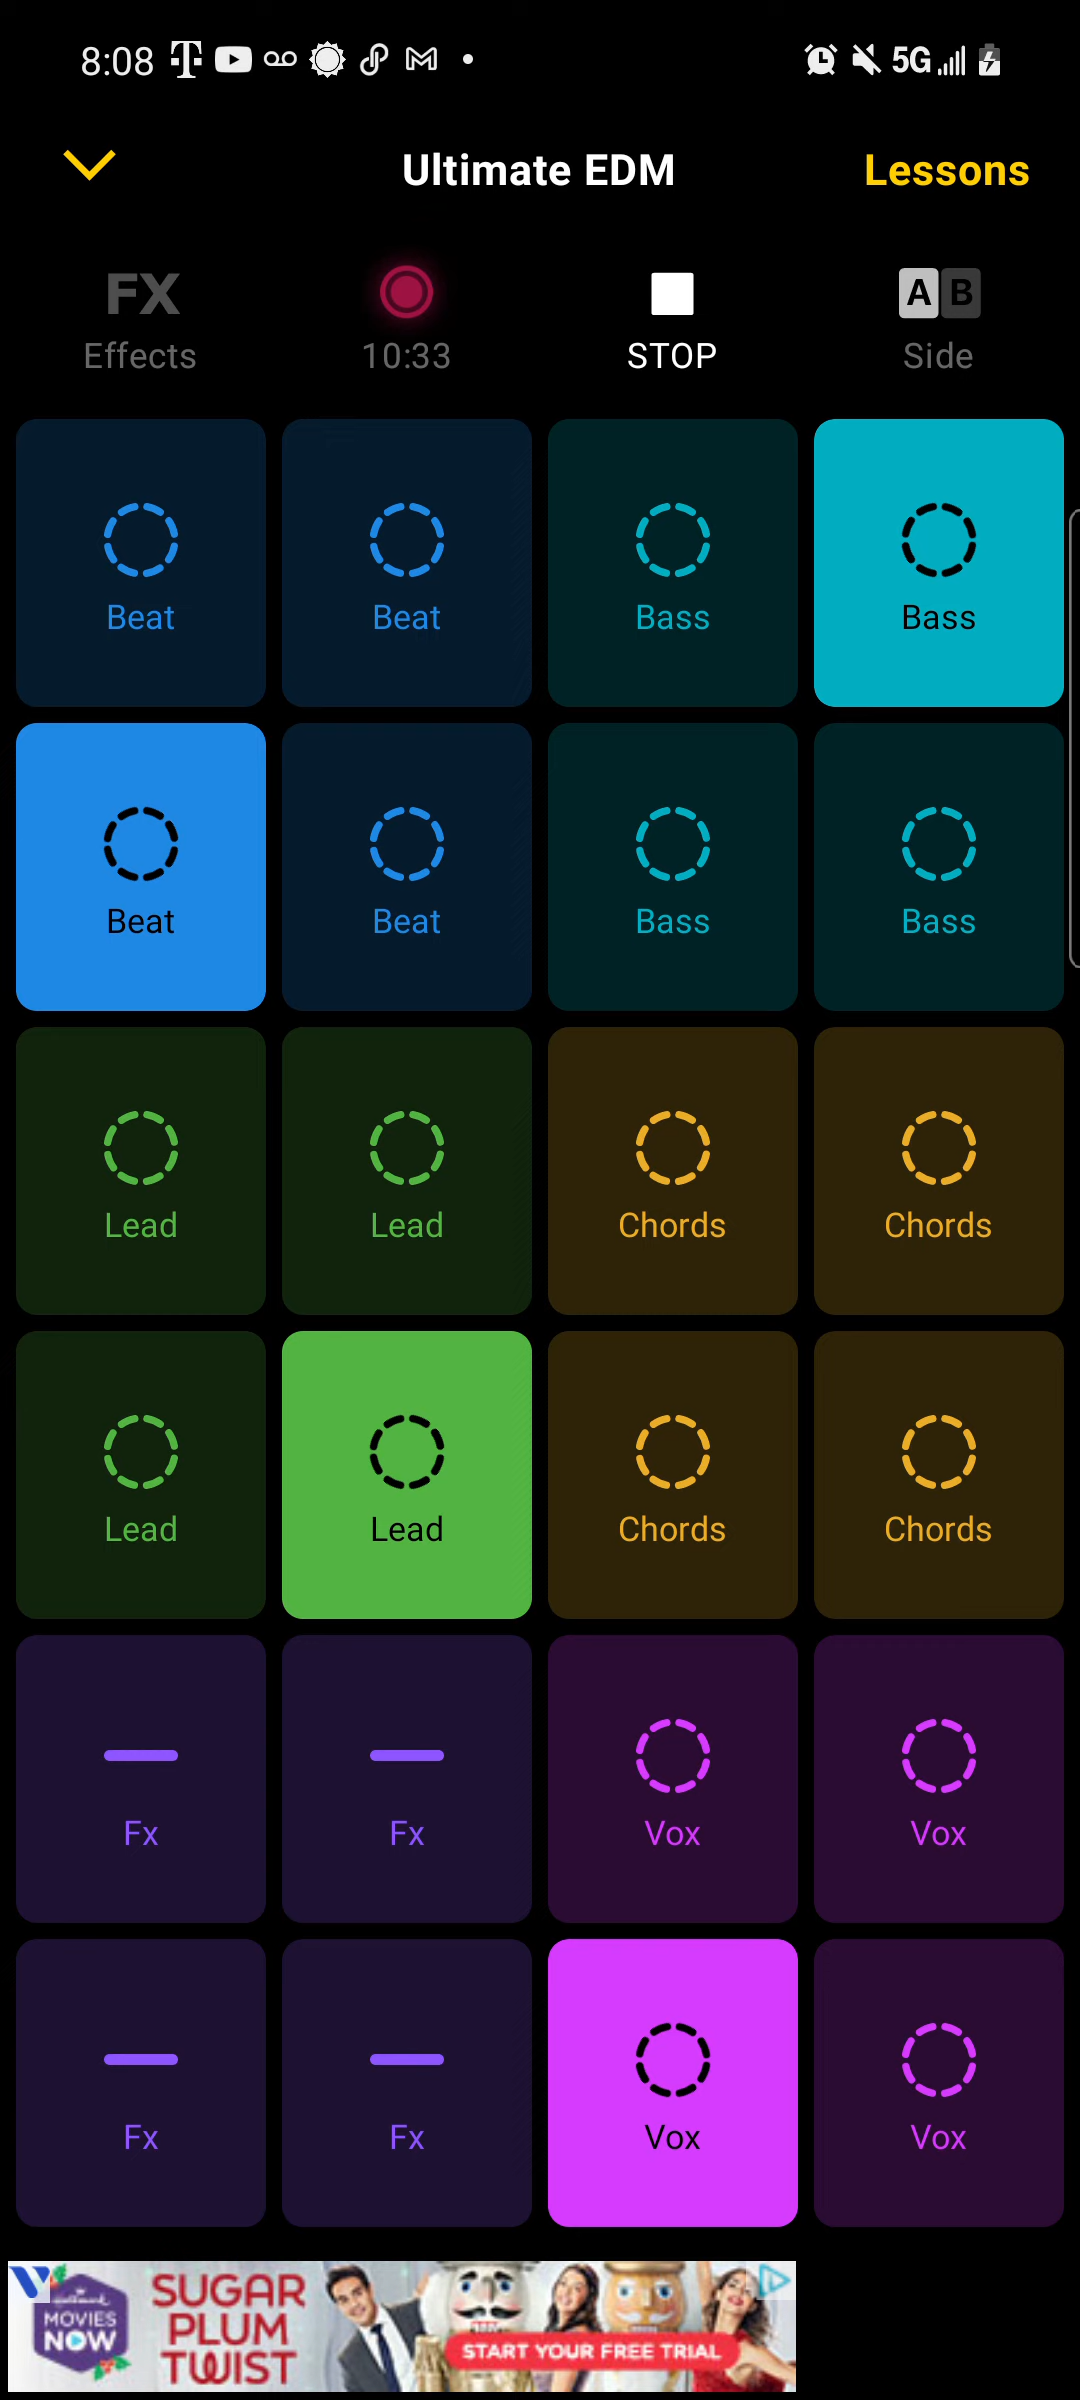 8:08
5G
Ultimate EDM Lessons
FX
A B
Effects 10:33 STOP Side
Beat Beat Bass Bass
Beat Beat Bass Bass
Lead Lead Chords Chords
Lead Lead Chords Chords
Fx Fx Vox Vox
Fx Fx Vox Vox
Hallmark
MOVIES
NOW
SUGAR
PLUM
TWIST
START YOUR FREE TRIAL